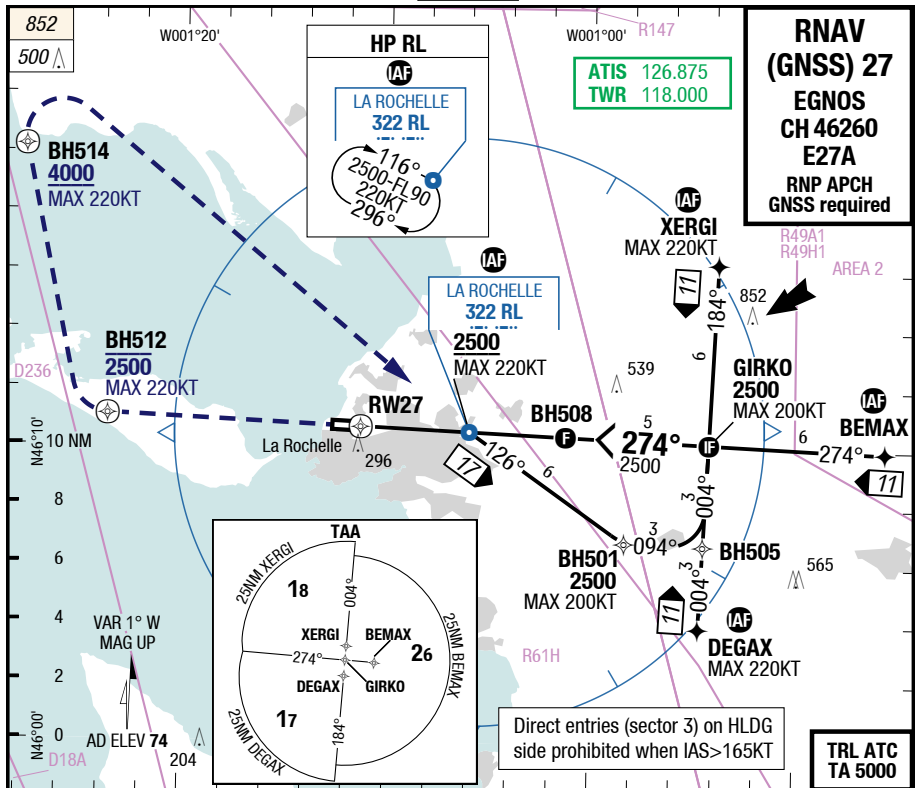 852
500
W001°20'
HP RL
IAF
LA ROCHELLE
322 RL
116°
2500-FL90
220KT
296°
W001°00'
R147
ATIS 126.875
TWR 118.000
RNAV
(GNSS) 27
EGNOS
CH 46260
E27A
RNP APCH
GNSS required
BH514
4000
MAX 220KT
IAF
XERGI
MAX 220KT
R49A1
R49H1
AREA 2
11
184°
852
6
IAF
LA ROCHELLE
322 RL
2500
MAX 220KT
BH512
2500
MAX 220KT
D236
539
GIRKO
2500
MAX 200KT
IAF
BEMAX
RW27
BH508
F
5
274°
2500
IF
6
274°
11
N46°10'
10 NM
La Rochelle
296
17
126°
6
3
004°
8
3
094°
BH501
2500
MAX 200KT
BH505
6
3
004°
565
11
IAF
DEGAX
MAX 220KT
4
VAR 1° W
MAG UP
2
R61H
TAA
25NM XERGI
18
004°
XERGI
BEMAX
274°
26
25NM BEMAX
DEGAX
GIRKO
17
184°
25NM DEGAX
N46°00'
0
AD ELEV 74
D18A
204
Direct entries (sector 3) on HLDG
side prohibited when IAS>165KT
TRL ATC
TA 5000